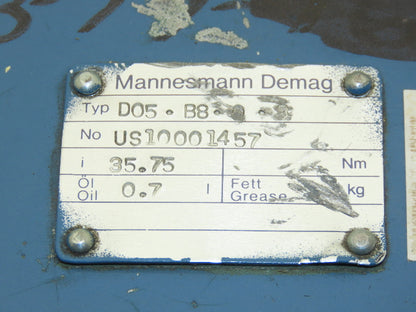 Mannesmann Demag
Typ D05 - B8-
No US10001457
i 35.75 Nm
Öl Oil 0.7 l Fett Grease kg